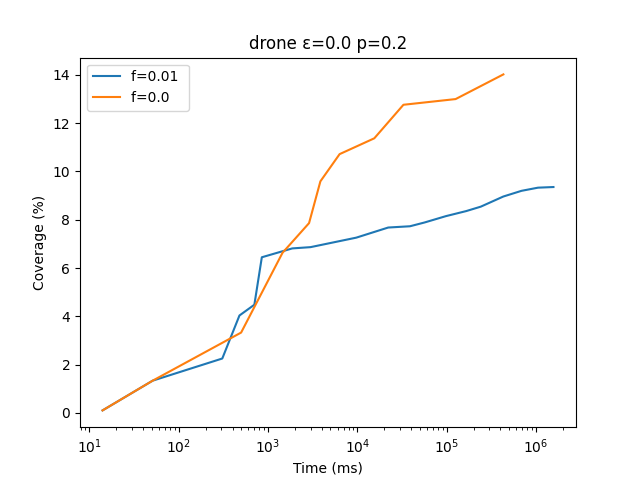 drone ε=0.0 p=0.2
f=0.01
f=0.0
Coverage (%)
14
12
10
8
6
4
2
0
10¹ 10² 10³ 10⁴ 10⁵ 10⁶
Time (ms)